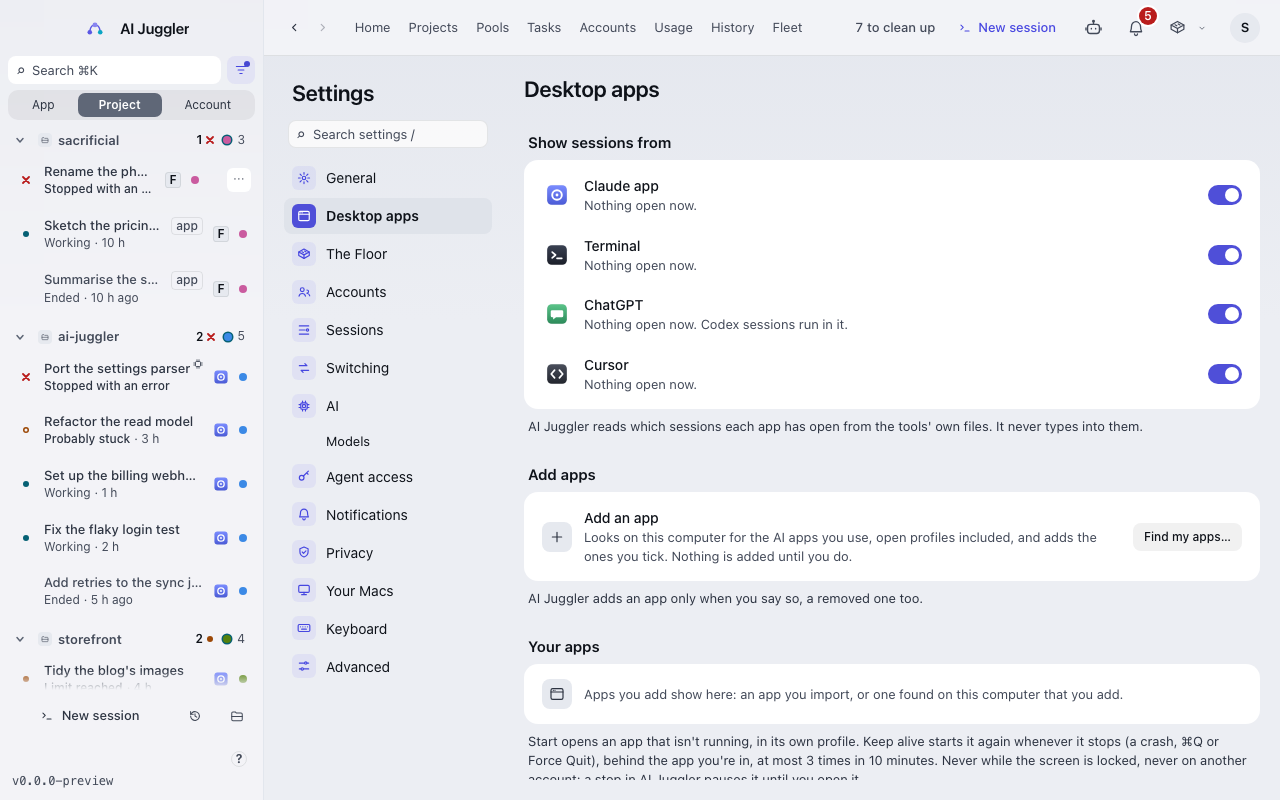 AI Juggler
Search ⌘K
App Project Account
sacrificial 1 3
Rename the ph... F
Stopped with an ...
Sketch the pricin... app F
Working · 10 h
Summarise the s... app F
Ended · 10 h ago
ai-juggler 2 5
Port the settings parser
Stopped with an error
Refactor the read model
Probably stuck · 3 h
Set up the billing webh...
Working · 1 h
Fix the flaky login test
Working · 2 h
Add retries to the sync j...
Ended · 5 h ago
storefront 2 4
Tidy the blog's images
Limit reached · 4 h
New session
?
v0.0.0-preview
Home Projects Pools Tasks Accounts Usage History Fleet 7 to clean up New session 5 S
Settings
Search settings /
General
Desktop apps
The Floor
Accounts
Sessions
Switching
AI
Models
Agent access
Notifications
Privacy
Your Macs
Keyboard
Advanced
Desktop apps
Show sessions from
Claude app
Nothing open now.
Terminal
Nothing open now.
ChatGPT
Nothing open now. Codex sessions run in it.
Cursor
Nothing open now.
AI Juggler reads which sessions each app has open from the tools' own files. It never types into them.
Add apps
Add an app
Looks on this computer for the AI apps you use, open profiles included, and adds the
ones you tick. Nothing is added until you do.
Find my apps...
AI Juggler adds an app only when you say so, a removed one too.
Your apps
Apps you add show here: an app you import, or one found on this computer that you add.
Start opens an app that isn't running, in its own profile. Keep alive starts it again whenever it stops (a crash, ⌘Q or
Force Quit), behind the app you're in, at most 3 times in 10 minutes. Never while the screen is locked, never on another
account: a stop in AI Juggler pauses it until you open it.